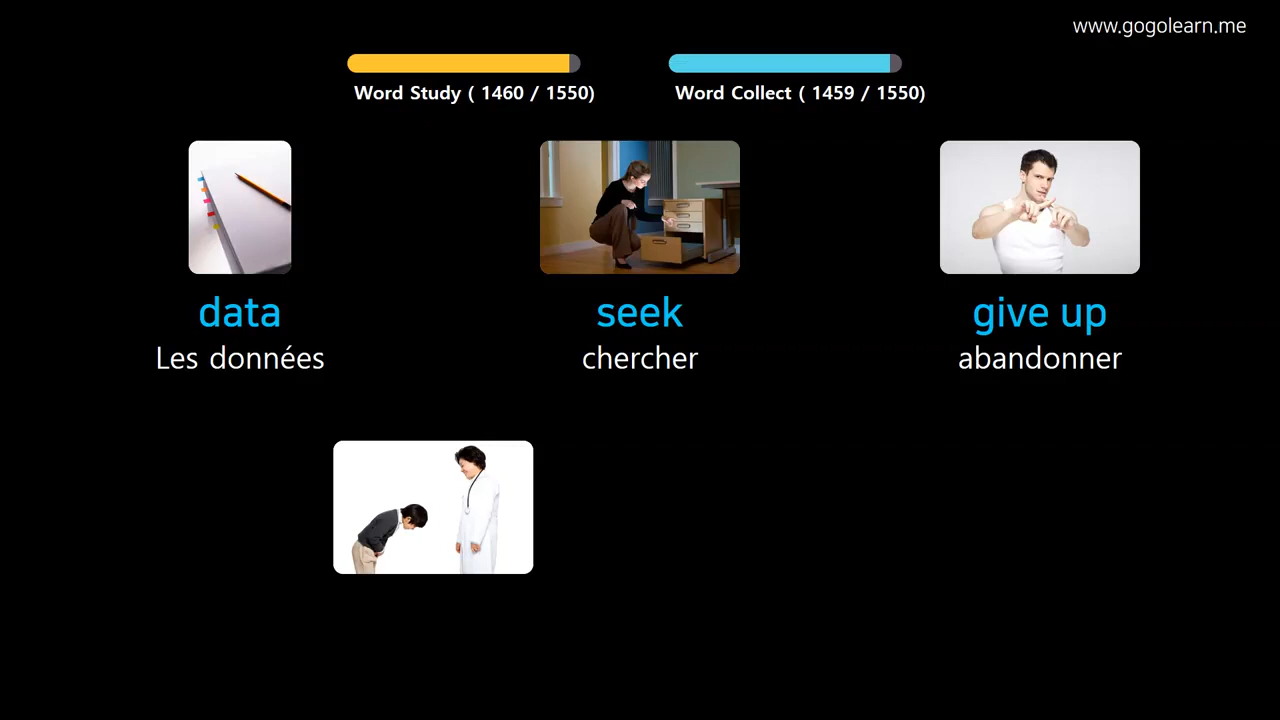 www.gogolearn.me
Word Study ( 1460 / 1550)
Word Collect ( 1459 / 1550)
data
Les données
seek
chercher
give up
abandonner